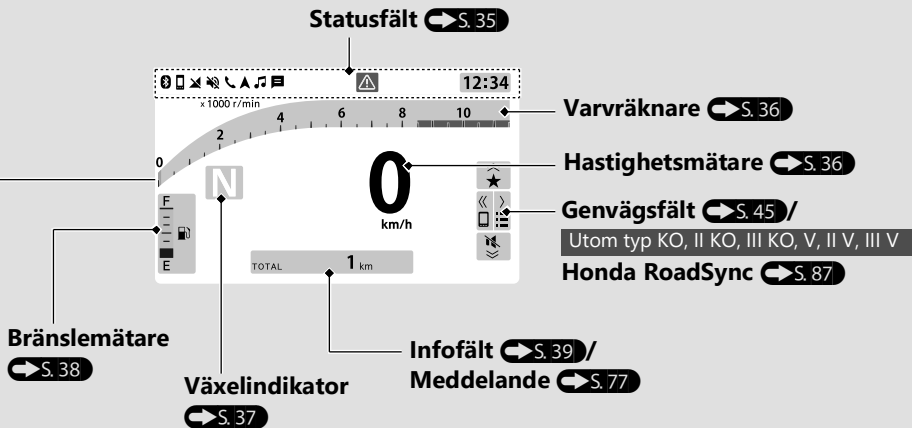 Statusfält S. 35
12:34
x 1000 r/min
0 2 4 6 8 10
Varvräknare S. 36
N
0
km/h
Hastighetsmätare S. 36
Genvägsfält S. 45/
Utom typ KO, II KO, III KO, V, II V, III V
Honda RoadSync S. 87
F
E
TOTAL 1 km
Bränslemätare
S. 38
Växelindikator
S. 37
Infofält S. 39/
Meddelande S. 77